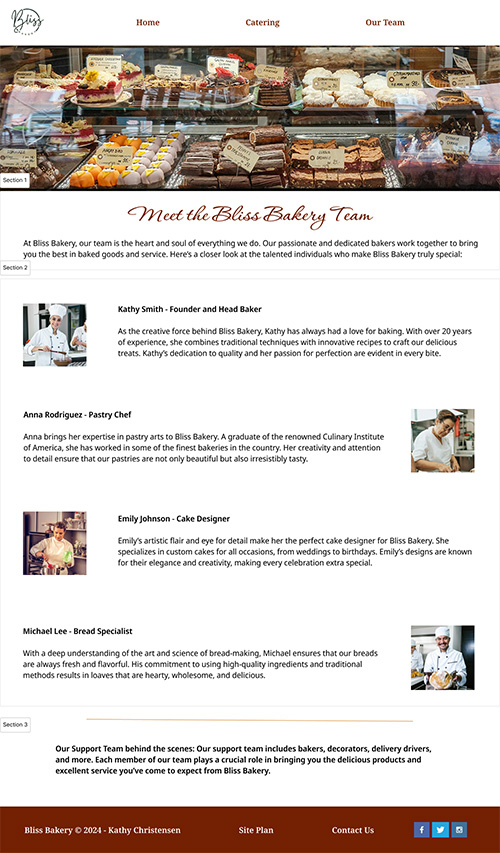 Bliss
Home Catering Our Team
Section 1
Meet the Bliss Bakery Team
At Bliss Bakery, our team is the heart and soul of everything we do. Our passionate and dedicated bakers work together to bring
you the best in baked goods and service. Here’s a closer look at the talented individuals who make Bliss Bakery truly special:
Section 2
Kathy Smith - Founder and Head Baker
As the creative force behind Bliss Bakery, Kathy has always had a love for baking. With over 20 years
of experience, she combines traditional techniques with innovative recipes to craft our delicious
treats. Kathy’s dedication to quality and her passion for perfection are evident in every bite.
Anna Rodriguez - Pastry Chef
Anna brings her expertise in pastry arts to Bliss Bakery. A graduate of the renowned Culinary Institute
of America, she has worked in some of the finest bakeries in the country. Her creativity and attention
to detail ensure that our pastries are not only beautiful but also irresistibly tasty.
Emily Johnson - Cake Designer
Emily’s artistic flair and eye for detail make her the perfect cake designer for Bliss Bakery. She
specializes in custom cakes for all occasions, from weddings to birthdays. Emily’s designs are known
for their elegance and creativity, making every celebration extra special.
Michael Lee - Bread Specialist
With a deep understanding of the art and science of bread-making, Michael ensures that our breads
are always fresh and flavorful. His commitment to using high-quality ingredients and traditional
methods results in loaves that are hearty, wholesome, and delicious.
Section 3
Our Support Team behind the scenes: Our support team includes bakers, decorators, delivery drivers,
and more. Each member of our team plays a crucial role in bringing you the delicious products and
excellent service you’ve come to expect from Bliss Bakery.
Bliss Bakery © 2024 - Kathy Christensen Site Plan Contact Us